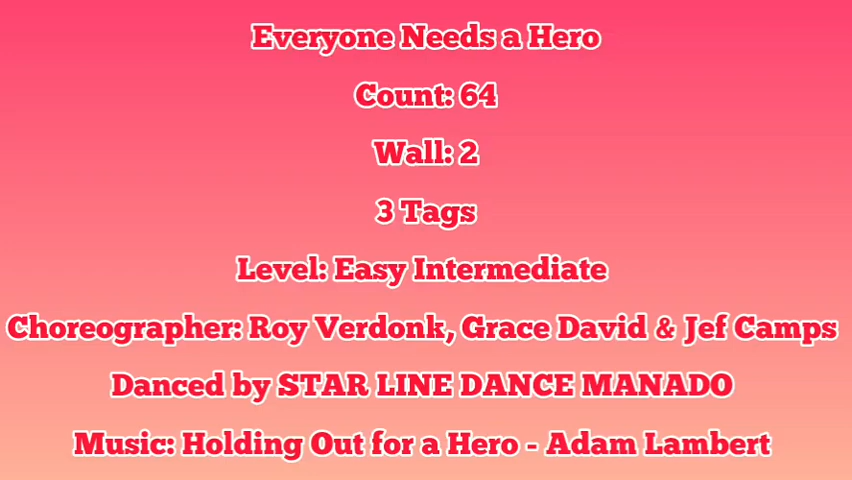 Everyone Needs a Hero
Count: 64
Wall: 2
3 Tags
Level: Easy Intermediate
Choreographer: Roy Verdonk, Grace David & Jef Camps
Danced by STAR LINE DANCE MANADO
Music: Holding Out for a Hero - Adam Lambert